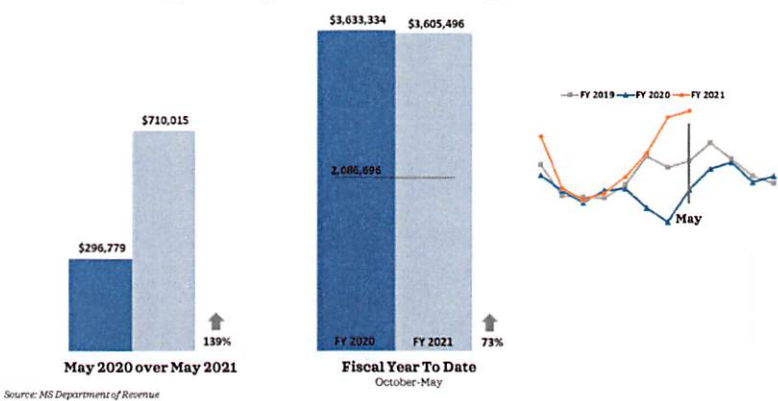 $3,633,334
$3,605,496
$710,015
FY 2019 FY 2020 FY 2021
2,086,696
May
$296,779
139%
FY 2020
FY 2021
73%
May 2020 over May 2021
Fiscal Year To Date
October-May
Source: MS Department of Revenue